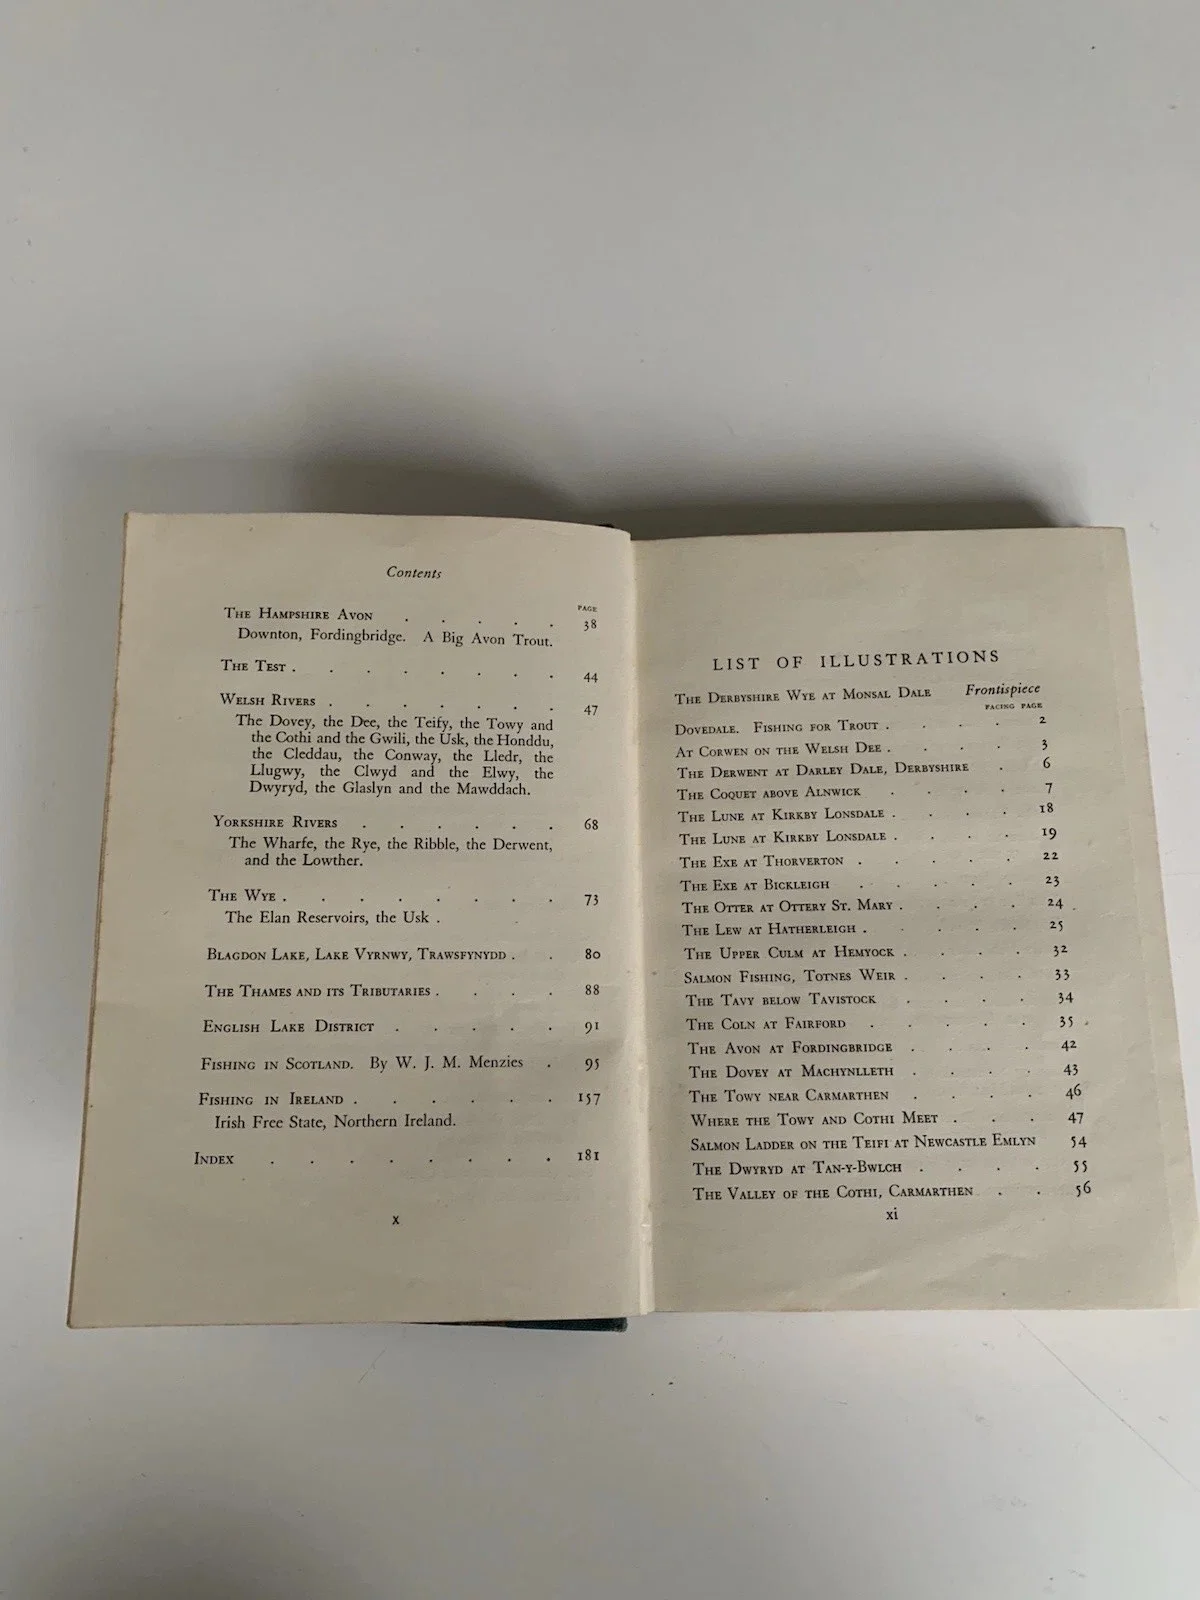 Contents
PAGE
The Hampshire Avon . . . . . 38
Downton, Fordingbridge. A Big Avon Trout.
The Test . . . . . . . . 44
Welsh Rivers . . . . . . . 47
The Dovey, the Dee, the Teify, the Towy and
the Cothi and the Gwili, the Usk, the Honddu,
the Cleddau, the Conway, the Lledr, the
Llugwy, the Clwyd and the Elwy, the
Dwyryd, the Glaslyn and the Mawddach.
Yorkshire Rivers . . . . . . 68
The Wharfe, the Rye, the Ribble, the Derwent,
and the Lowther.
The Wye . . . . . . . . 73
The Elan Reservoirs, the Usk .
Blagdon Lake, Lake Vyrnwy, Trawsfynydd . . 80
The Thames and its Tributaries . . . . 88
English Lake District . . . . . 91
Fishing in Scotland. By W. J. M. Menzies . 95
Fishing in Ireland . . . . . . 157
Irish Free State, Northern Ireland.
Index . . . . . . . . 181
x
LIST OF ILLUSTRATIONS
The Derbyshire Wye at Monsal Dale Frontispiece
FACING PAGE
Dovedale. Fishing for Trout . . . . 2
At Corwen on the Welsh Dee . . . . 3
The Derwent at Darley Dale, Derbyshire . 6
The Coquet above Alnwick . . . . 7
The Lune at Kirkby Lonsdale . . . . 18
The Lune at Kirkby Lonsdale . . . . 19
The Exe at Thorverton . . . . . 22
The Exe at Bickleigh . . . . . 23
The Otter at Ottery St. Mary . . . . 24
The Lew at Hatherleigh . . . . . 25
The Upper Culm at Hemyock . . . . 32
Salmon Fishing, Totnes Weir . . . . 33
The Tavy below Tavistock . . . . 34
The Coln at Fairford . . . . . 35
The Avon at Fordingbridge . . . . 42
The Dovey at Machynlleth . . . . 43
The Towy near Carmarthen . . . . 46
Where the Towy and Cothi Meet . . . 47
Salmon Ladder on the Teifi at Newcastle Emlyn 54
The Dwyryd at Tan-y-Bwlch . . . . 55
The Valley of the Cothi, Carmarthen . . 56
xi